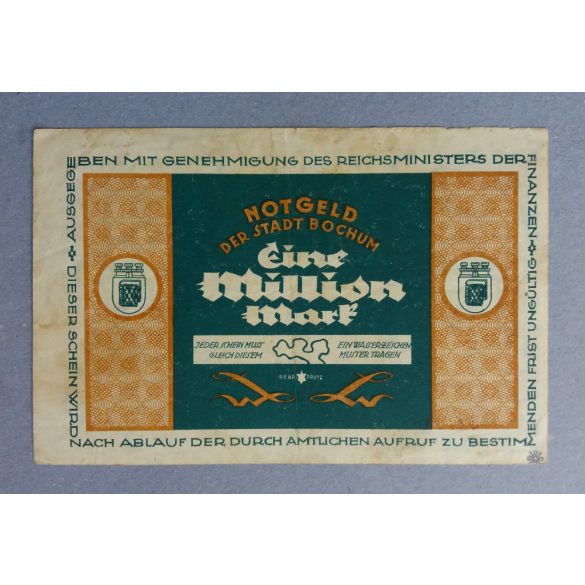 AUSGEGEBEN MIT GENEHMIGUNG DES REICHSMINISTERS DER FINANZEN ✤
DIESER SCHEIN WIRD NACH ABLAUF DER DURCH AMTLICHEN AUFRUF ZU BESTIMMENDEN FRIST UNGÜLTIG ✤
NOTGELD
DER STADT BOCHUM
Eine
Million
Mark
JEDER SCHEIN MUSS
GLEICH DIESEM
EIN WASSERZEICHEN
MUSTER TRAGEN
GEBR